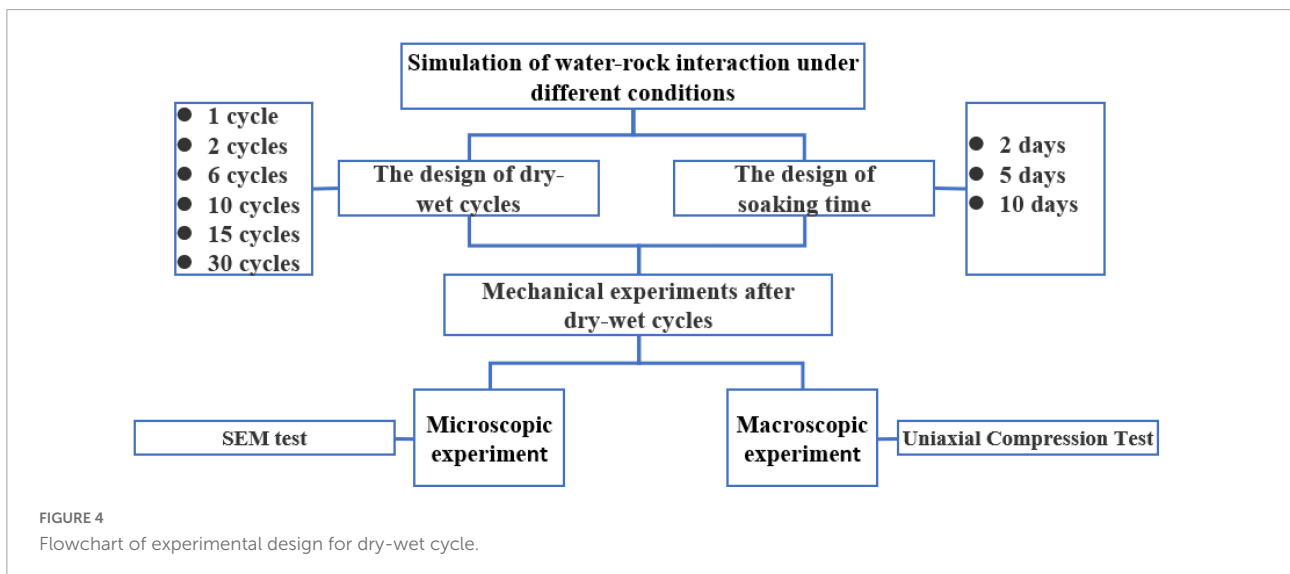 Simulation of water-rock interaction under
different conditions
● 1 cycle
● 2 cycles
● 6 cycles
● 10 cycles
● 15 cycles
● 30 cycles
The design of dry-
wet cycles
The design of
soaking time
● 2 days
● 5 days
● 10 days
Mechanical experiments after
dry-wet cycles
SEM test
Microscopic
experiment
Macroscopic
experiment
Uniaxial Compression Test
FIGURE 4
Flowchart of experimental design for dry-wet cycle.